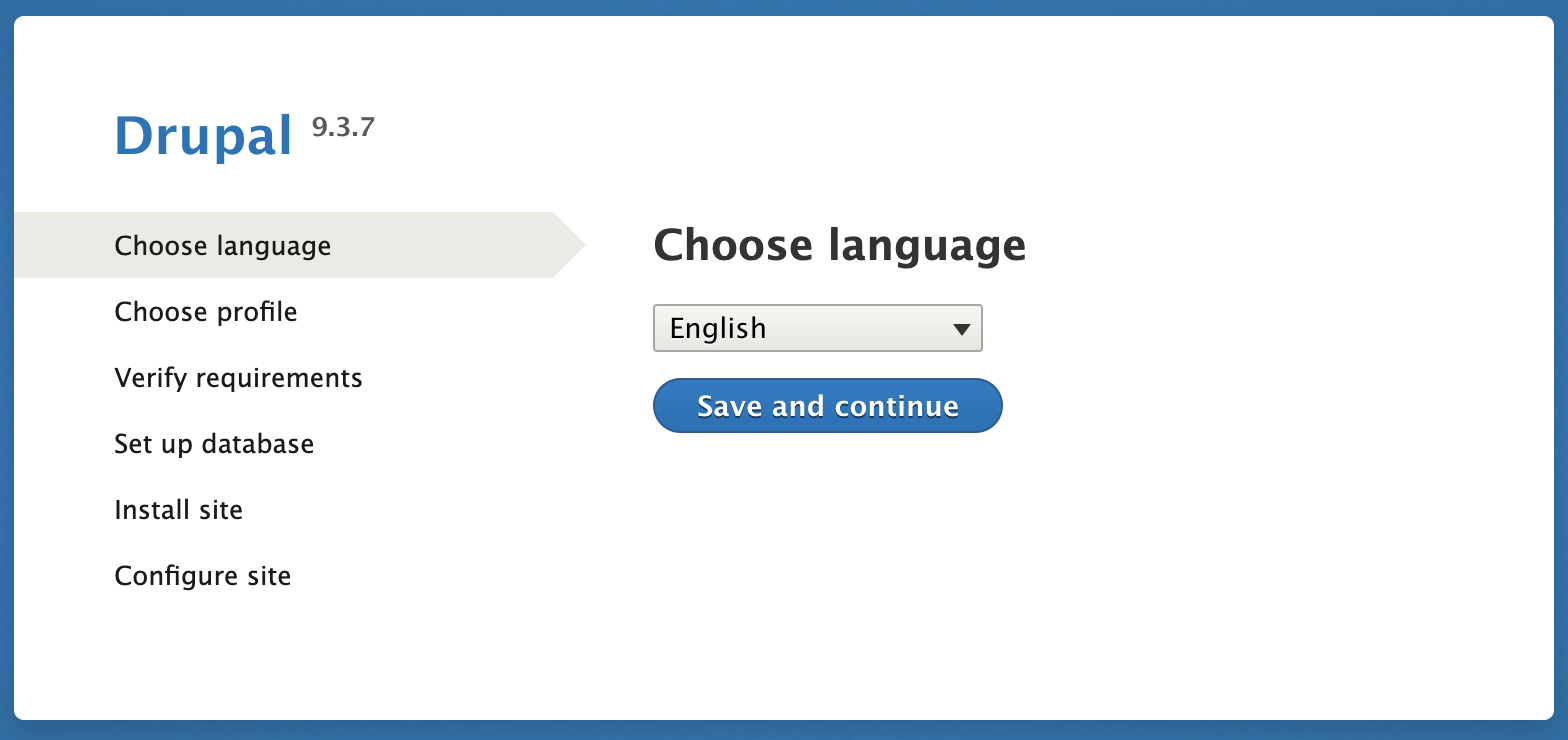 Drupal 9.3.7
Choose language
Choose profile
Verify requirements
Set up database
Install site
Configure site
Choose language
English
Save and continue